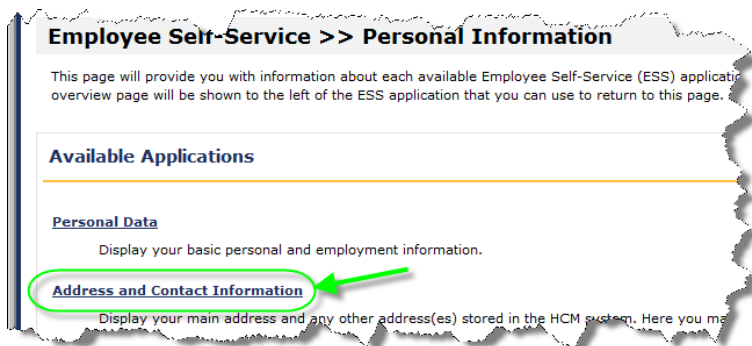 Employee Self-Service >> Personal Information
This page will provide you with information about each available Employee Self-Service (ESS)
overview page will be shown to the left of the ESS application that you can use to return to this page.
Available Applications
Personal Data
Display your basic personal and employment information.
Address and Contact Information
Display your main address and any other address(es) stored in the HCM system. Here you